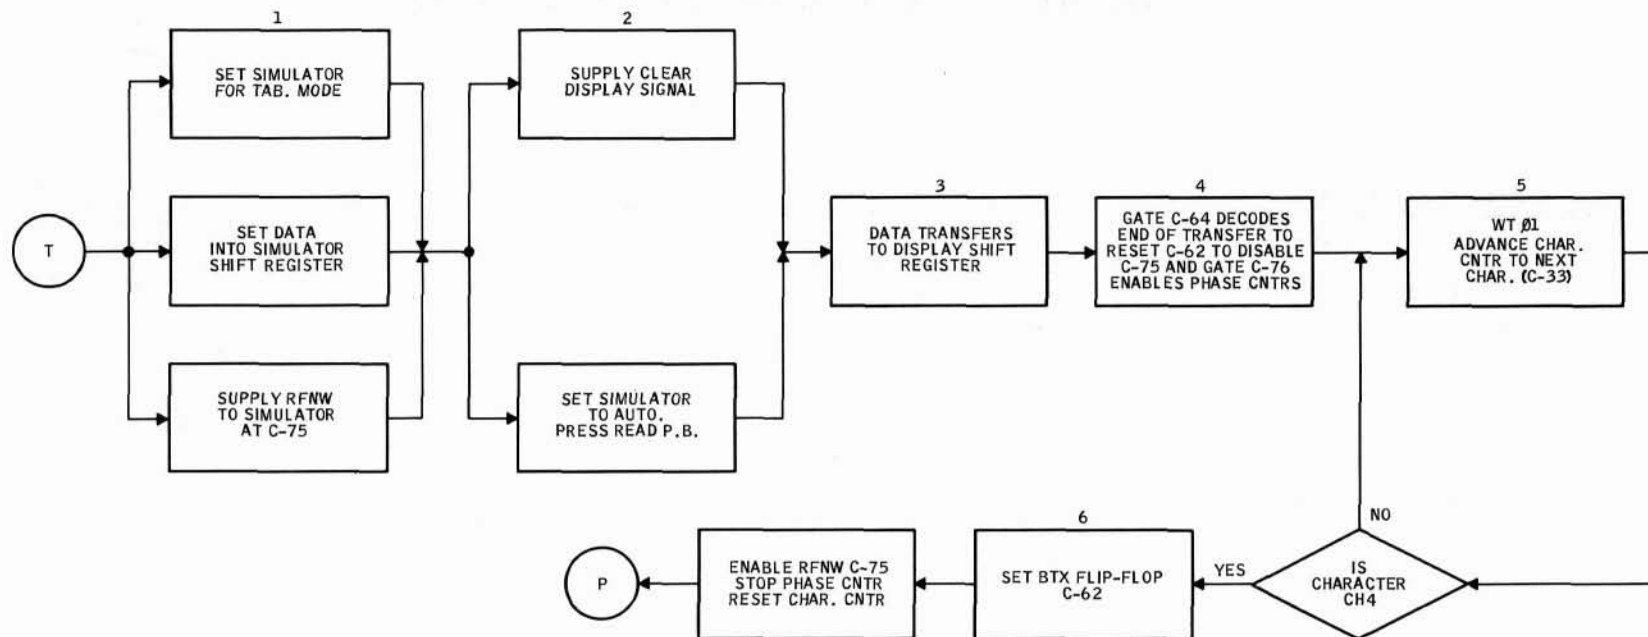 1
SET SIMULATOR
FOR TAB. MODE
2
SUPPLY CLEAR
DISPLAY SIGNAL
T
SET DATA
INTO SIMULATOR
SHIFT REGISTER
3
DATA TRANSFERS
TO DISPLAY SHIFT
REGISTER
4
GATE C-64 DECODES
END OF TRANSFER TO
RESET C-62 TO DISABLE
C-75 AND GATE C-76
ENABLES PHASE CNTRS
5
WT Ø1
ADVANCE CHAR.
CNTR TO NEXT
CHAR. (C-33)
SUPPLY RFNW
TO SIMULATOR
AT C-75
SET SIMULATOR
TO AUTO.
PRESS READ P.B.
NO
P
ENABLE RFNW C-75
STOP PHASE CNTR
RESET CHAR. CNTR
6
SET BTX FLIP-FLOP
C-62
YES
IS
CHARACTER
CH4